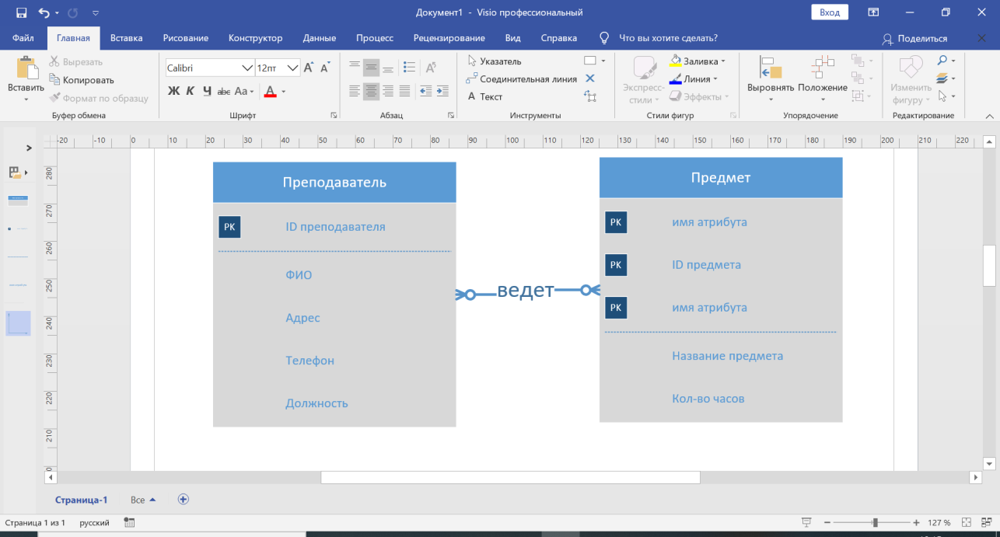 Документ1 - Visio профессиональный
Вход
Файл Главная Вставка Рисование Конструктор Данные Процесс Рецензирование Вид Справка Что вы хотите сделать? Поделиться
Вставить
Вырезать
Копировать
Формат по образцу
Буфер обмена
Calibri 12пт A A
Ж К Ч abc Aa A
Шрифт
Абзац
Указатель
Соединительная линия
A Текст
Инструменты
Экспресс-
стили
Заливка
Линия
Эффекты
Стили фигур
Выровнять Положение
Упорядочение
Изменить
фигуру
Редактирование
-20 -10 0 10 20 30 40 50 60 70 80 90 100 110 120 130 140 150 160 170 180 190 200 210 220
280
270
260
250
240
230
220
210
Преподаватель
PK ID преподавателя
ФИО
Адрес
Телефон
Должность
ведет
Предмет
PK имя атрибута
PK ID предмета
PK имя атрибута
Название предмета
Кол-во часов
Страница-1 Все
Страница 1 из 1 русский 127 %